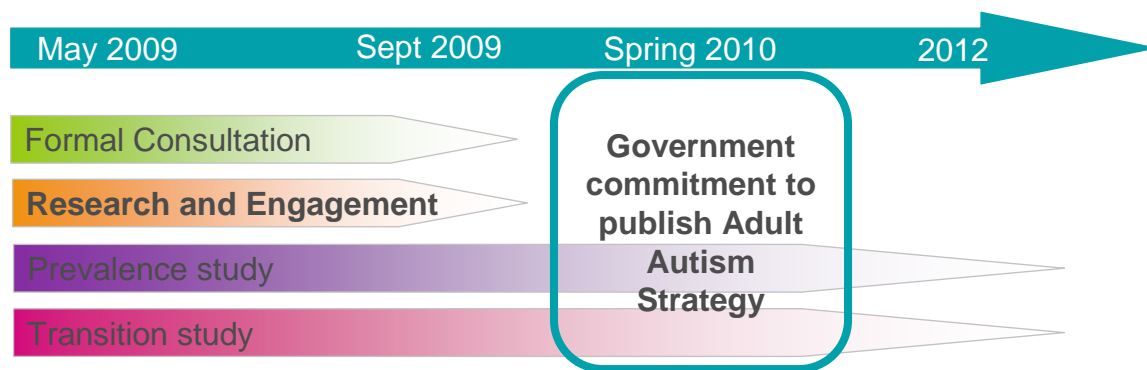 May 2009 Sept 2009 Spring 2010 2012
Formal Consultation
Research and Engagement
Prevalence study
Transition study
Government
commitment to
publish Adult
Autism
Strategy